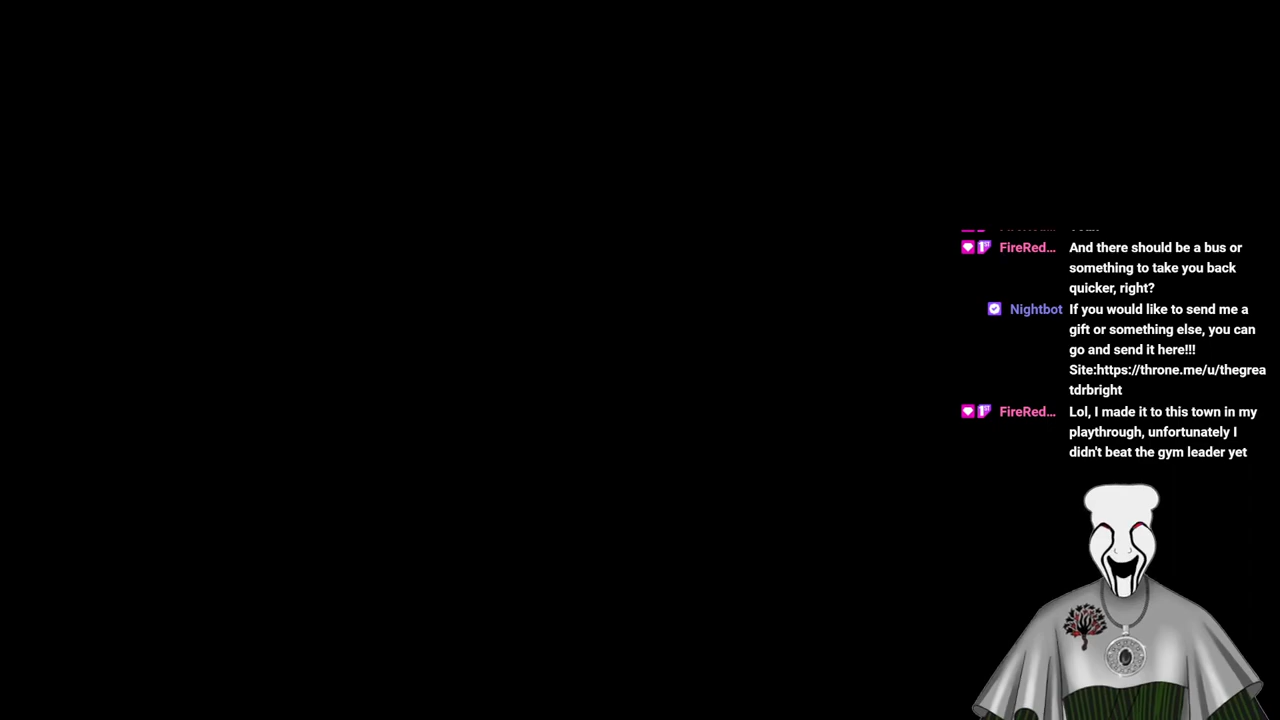 FireRed… And there should be a bus or
something to take you back
quicker, right?
Nightbot If you would like to send me a
gift or something else, you can
go and send it here!!!
Site:https://throne.me/u/thegrea
tdrbright
FireRed… Lol, I made it to this town in my
playthrough, unfortunately I
didn't beat the gym leader yet